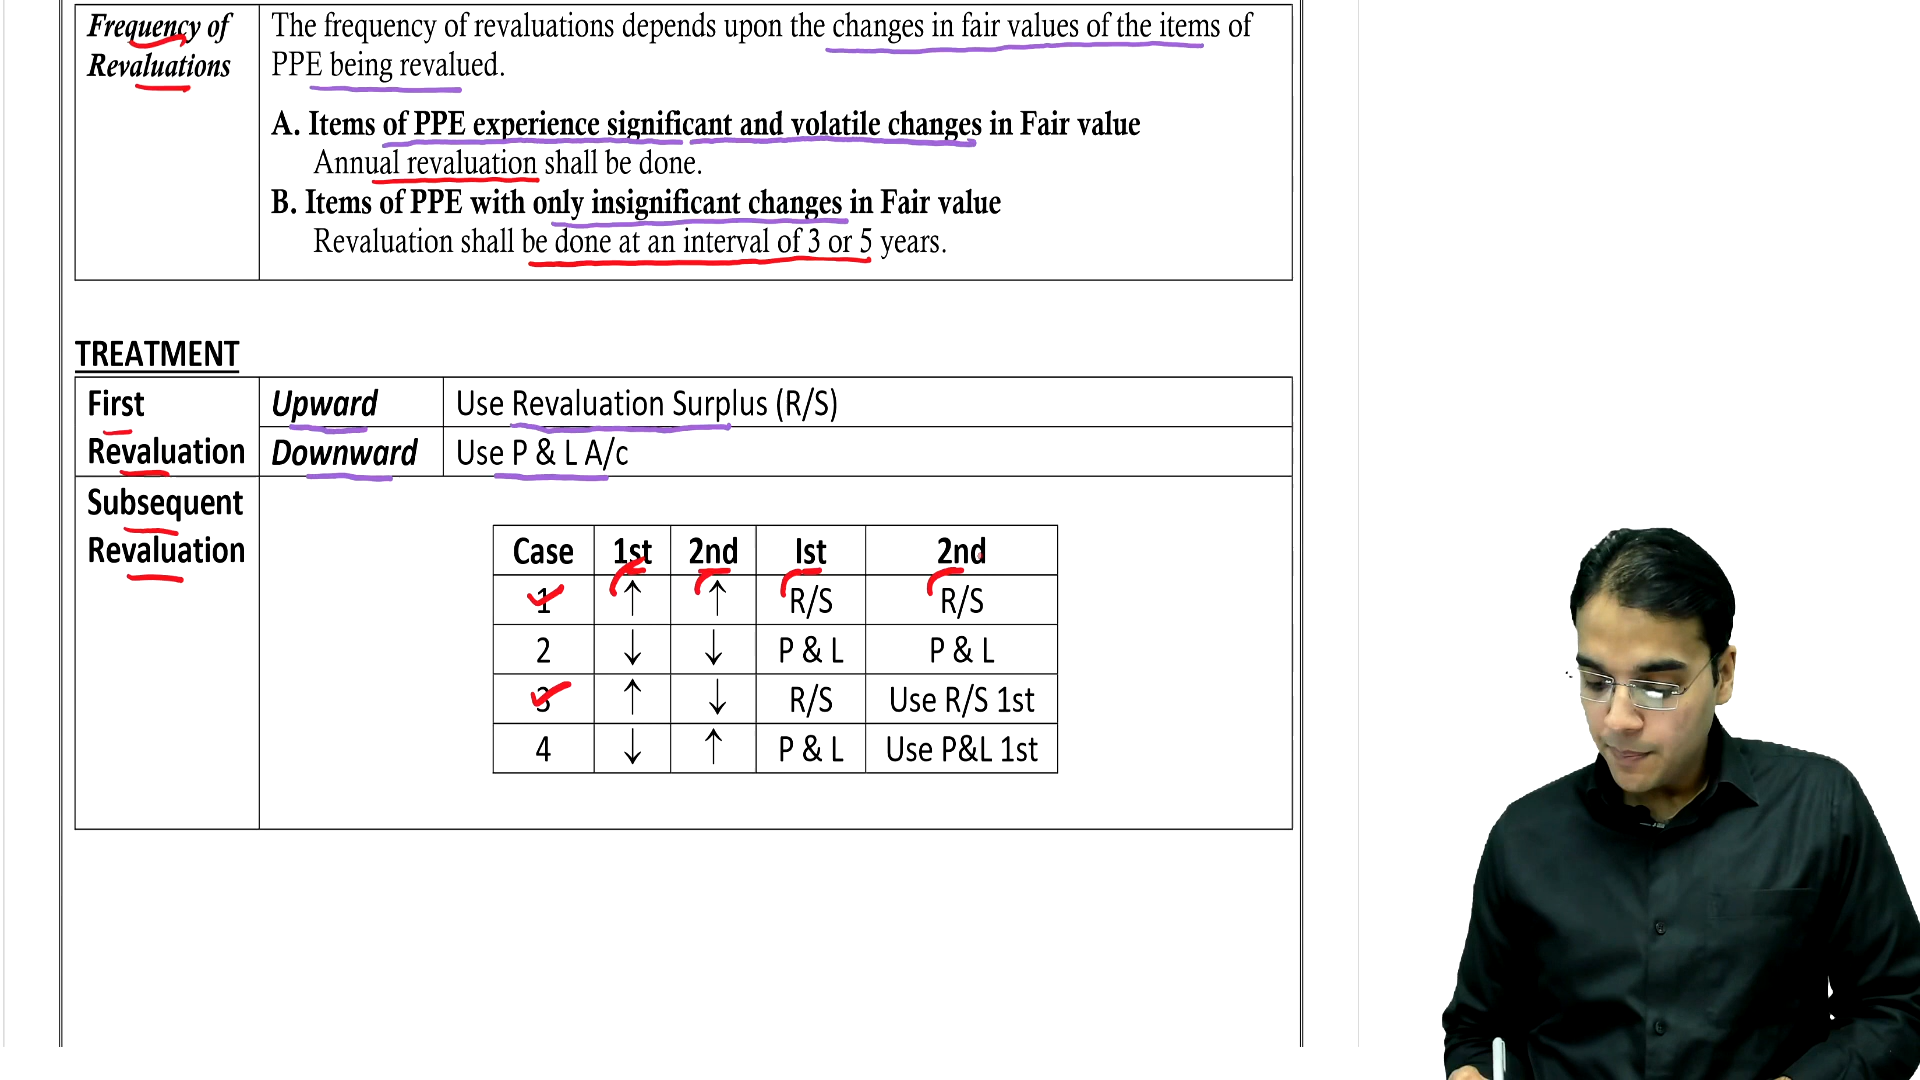 Frequency of
Revaluations
The frequency of revaluations depends upon the changes in fair values of the items of
PPE being revalued.
A. Items of PPE experience significant and volatile changes in Fair value
Annual revaluation shall be done.
B. Items of PPE with only insignificant changes in Fair value
Revaluation shall be done at an interval of 3 or 5 years.
TREATMENT
First
Revaluation
Upward
Use Revaluation Surplus (R/S)
Downward
Use P & L A/c
Subsequent
Revaluation
Case 1st 2nd Ist 2nd
1 ↑ ↑ R/S R/S
2 ↓ ↓ P & L P & L
3 ↑ ↓ R/S Use R/S 1st
4 ↓ ↑ P & L Use P&L 1st